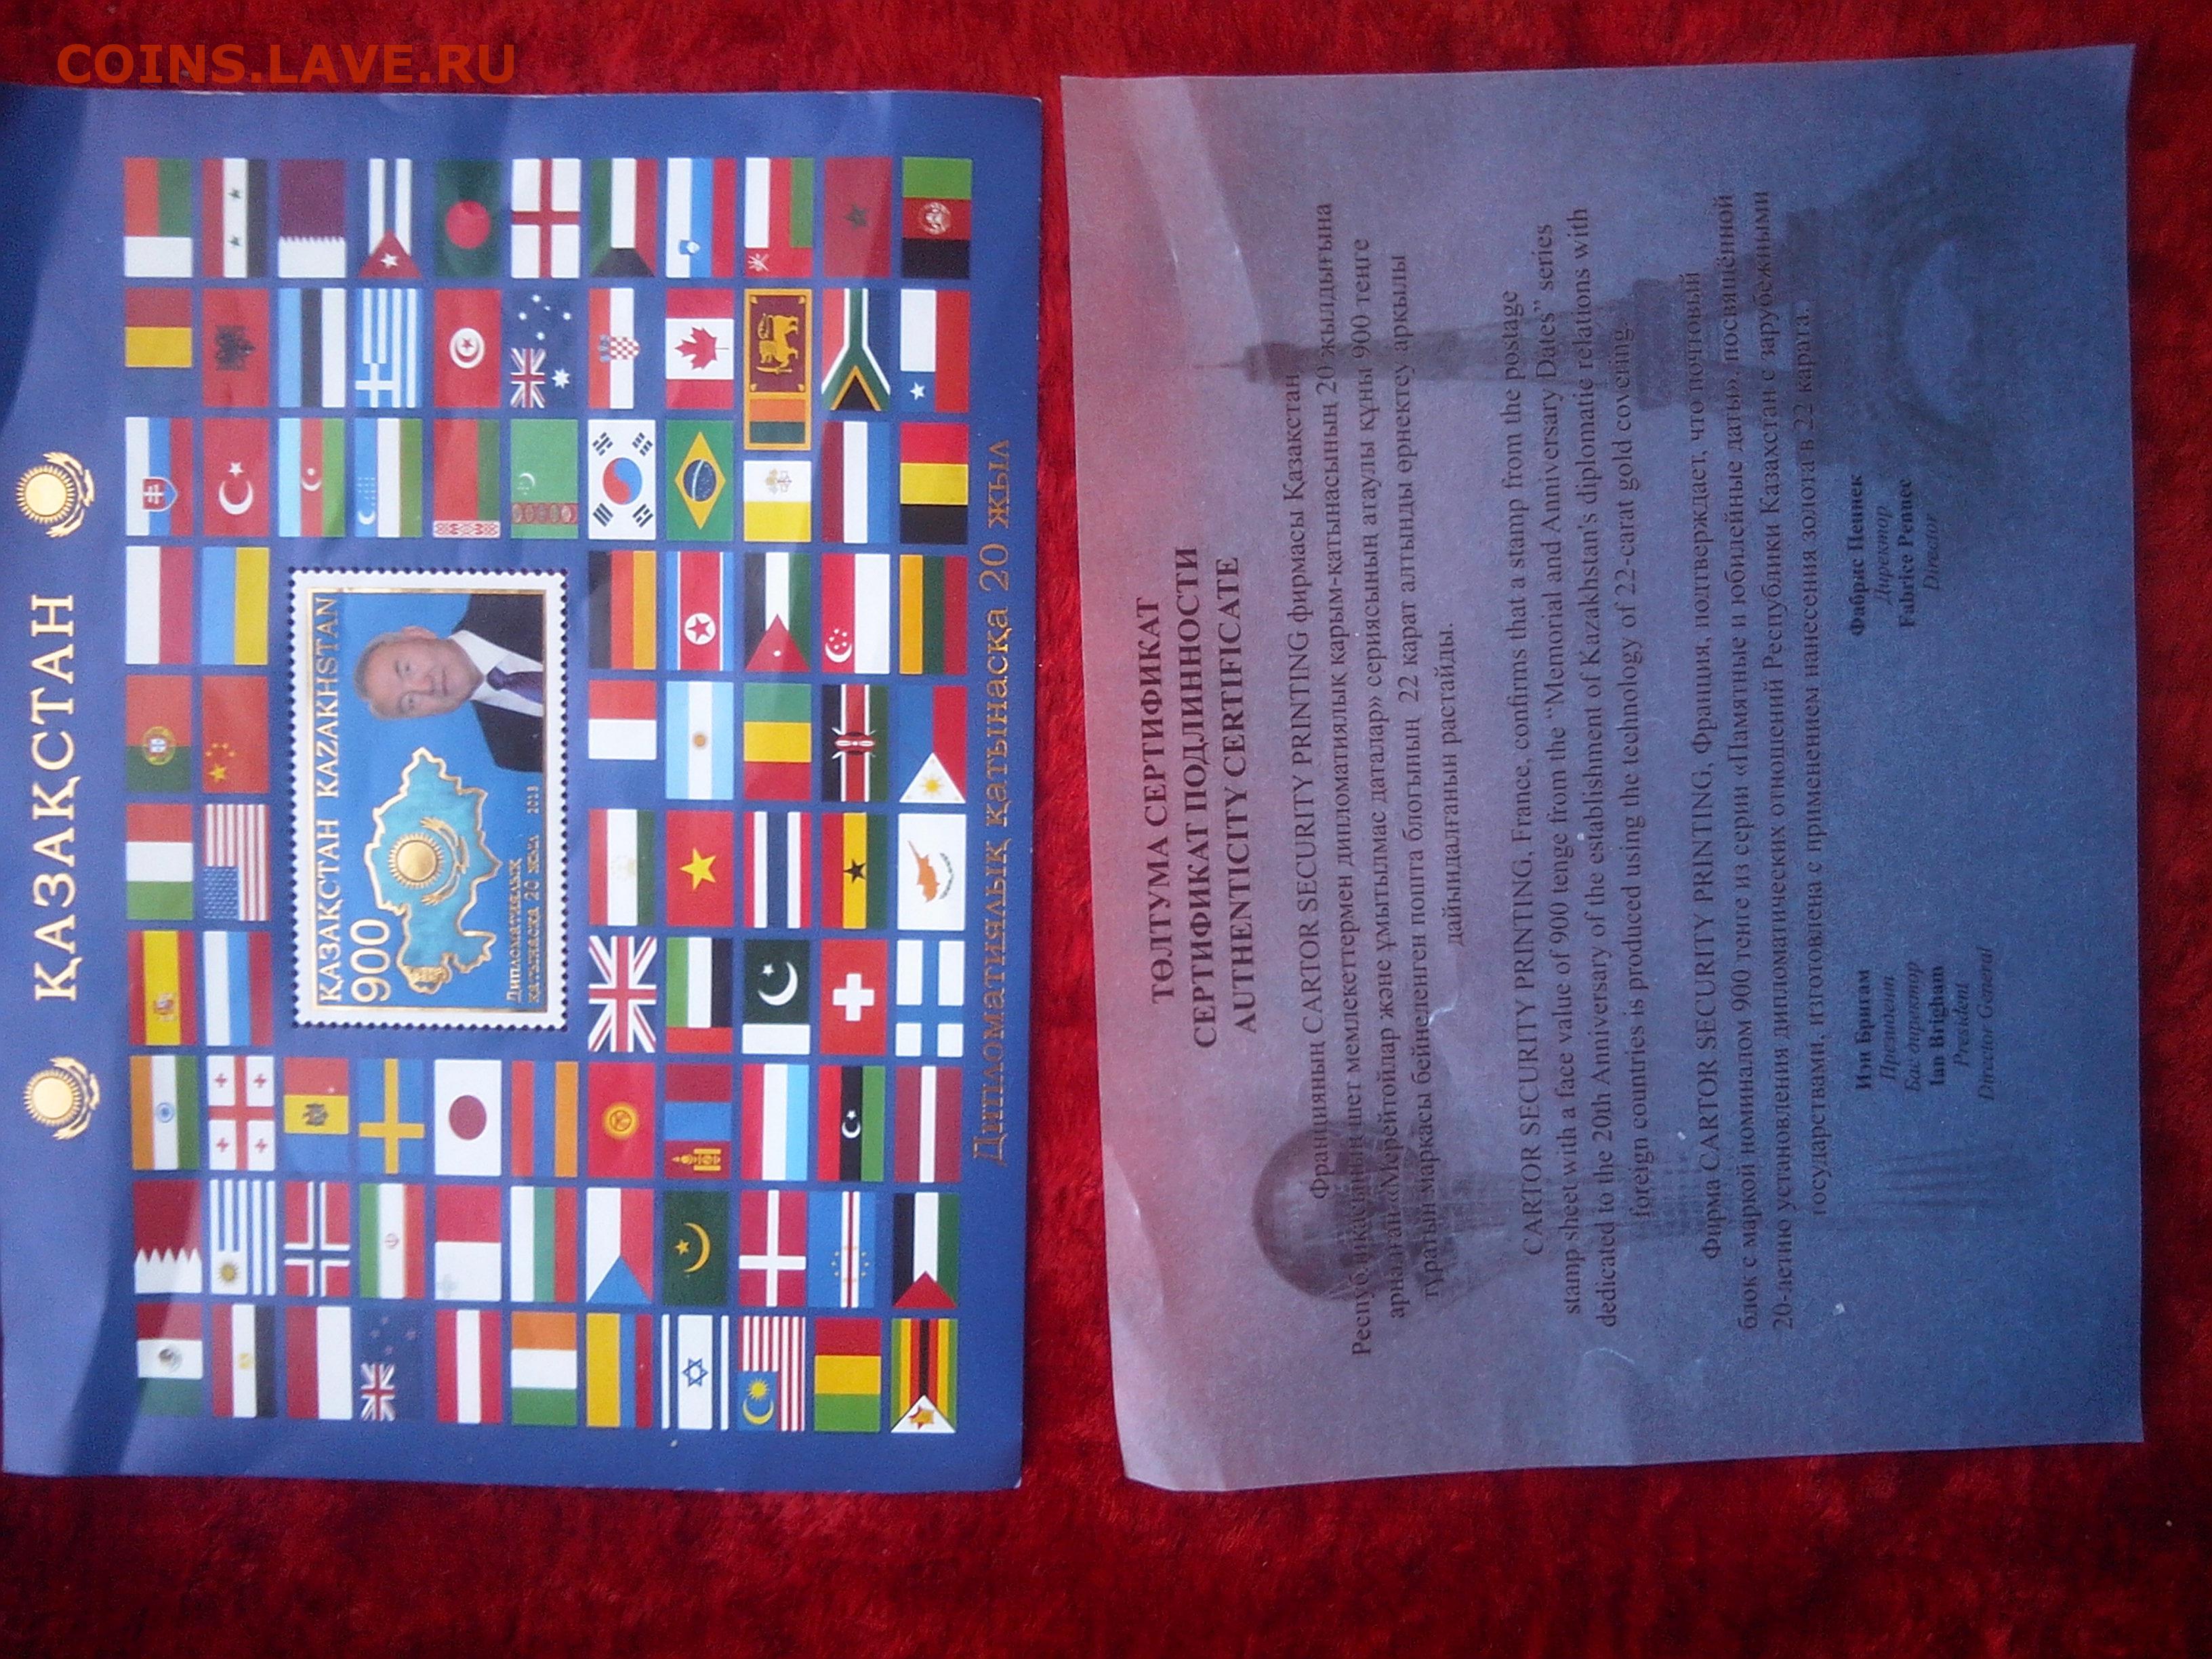 COINS.LAVE.RU
ҚАЗАҚСТАН
ҚАЗАҚСТАН KAZAKHSTAN
900
Дипломатиялық
қатынасқа 20 жыл 2013
Дипломатиялық қатынасқа 20 жыл
ТӨЛТУМА СЕРТИФИКАТ
СЕРТИФИКАТ ПОДЛИННОСТИ
AUTHENTICITY CERTIFICATE
Францияның CARTOR SECURITY PRINTING фирмасы Қазақстан
Республикасының шет мемлекеттермен дипломатиялық қарым-қатынасының 20 жылдығына
арналған «Мерейтойлар және ұмытылмас даталар» сериясының атаулы құны 900 теңге
тұратын маркасы бейнеленген пошта блогының 22 карат алтынды өрнектеу арқылы
дайындалғанын растайды.
CARTOR SECURITY PRINTING, France, confirms that a stamp from the postage
stamp sheet with a face value of 900 tenge from the “Memorial and Anniversary Dates” series
dedicated to the 20th Anniversary of the establishment of Kazakhstan's diplomatic relations with
foreign countries is produced using the technology of 22-carat gold covering.
Фирма CARTOR SECURITY PRINTING, Франция, подтверждает, что почтовый
блок с маркой номиналом 900 тенге из серии «Памятные и юбилейные даты», посвящённой
20-летию установления дипломатических отношений Республики Казахстан с зарубежными
государствами, изготовлена с применением нанесения золота в 22 карата.
Иэн Бригам
Президент
Бас директор
Ian Brigham
President
Director General
Фабрис Пепнек
Директор
Fabrice Penнec
Director